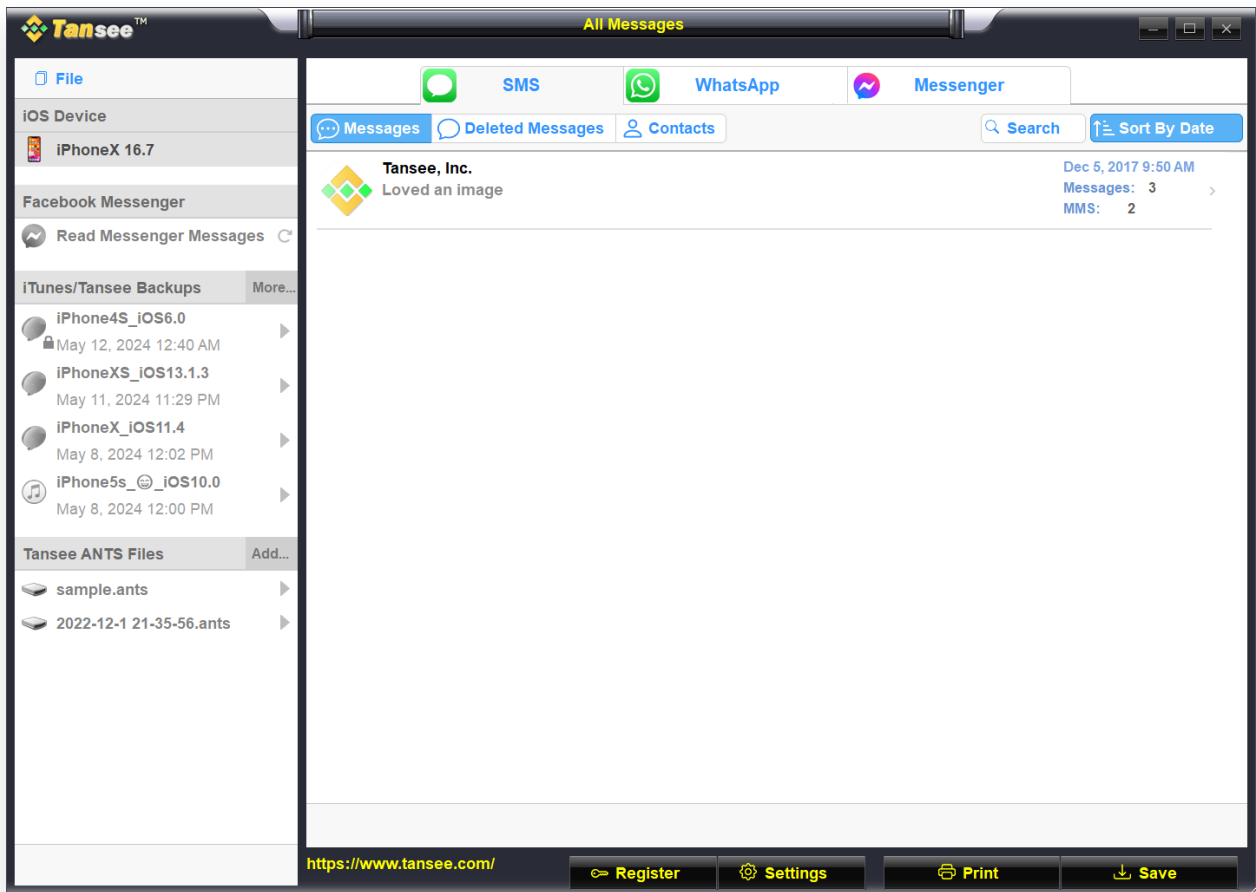 Tansee™
All Messages
File
iOS Device
iPhoneX 16.7
Facebook Messenger
Read Messenger Messages
iTunes/Tansee Backups More...
iPhone4S_iOS6.0
May 12, 2024 12:40 AM
iPhoneXS_iOS13.1.3
May 11, 2024 11:29 PM
iPhoneX_iOS11.4
May 8, 2024 12:02 PM
iPhone5s_😁_iOS10.0
May 8, 2024 12:00 PM
Tansee ANTS Files Add...
sample.ants
2022-12-1 21-35-56.ants
SMS WhatsApp Messenger
Messages Deleted Messages Contacts Search Sort By Date
Tansee, Inc.
Loved an image
Dec 5, 2017 9:50 AM
Messages: 3
MMS: 2
https://www.tansee.com/
Register Settings Print Save